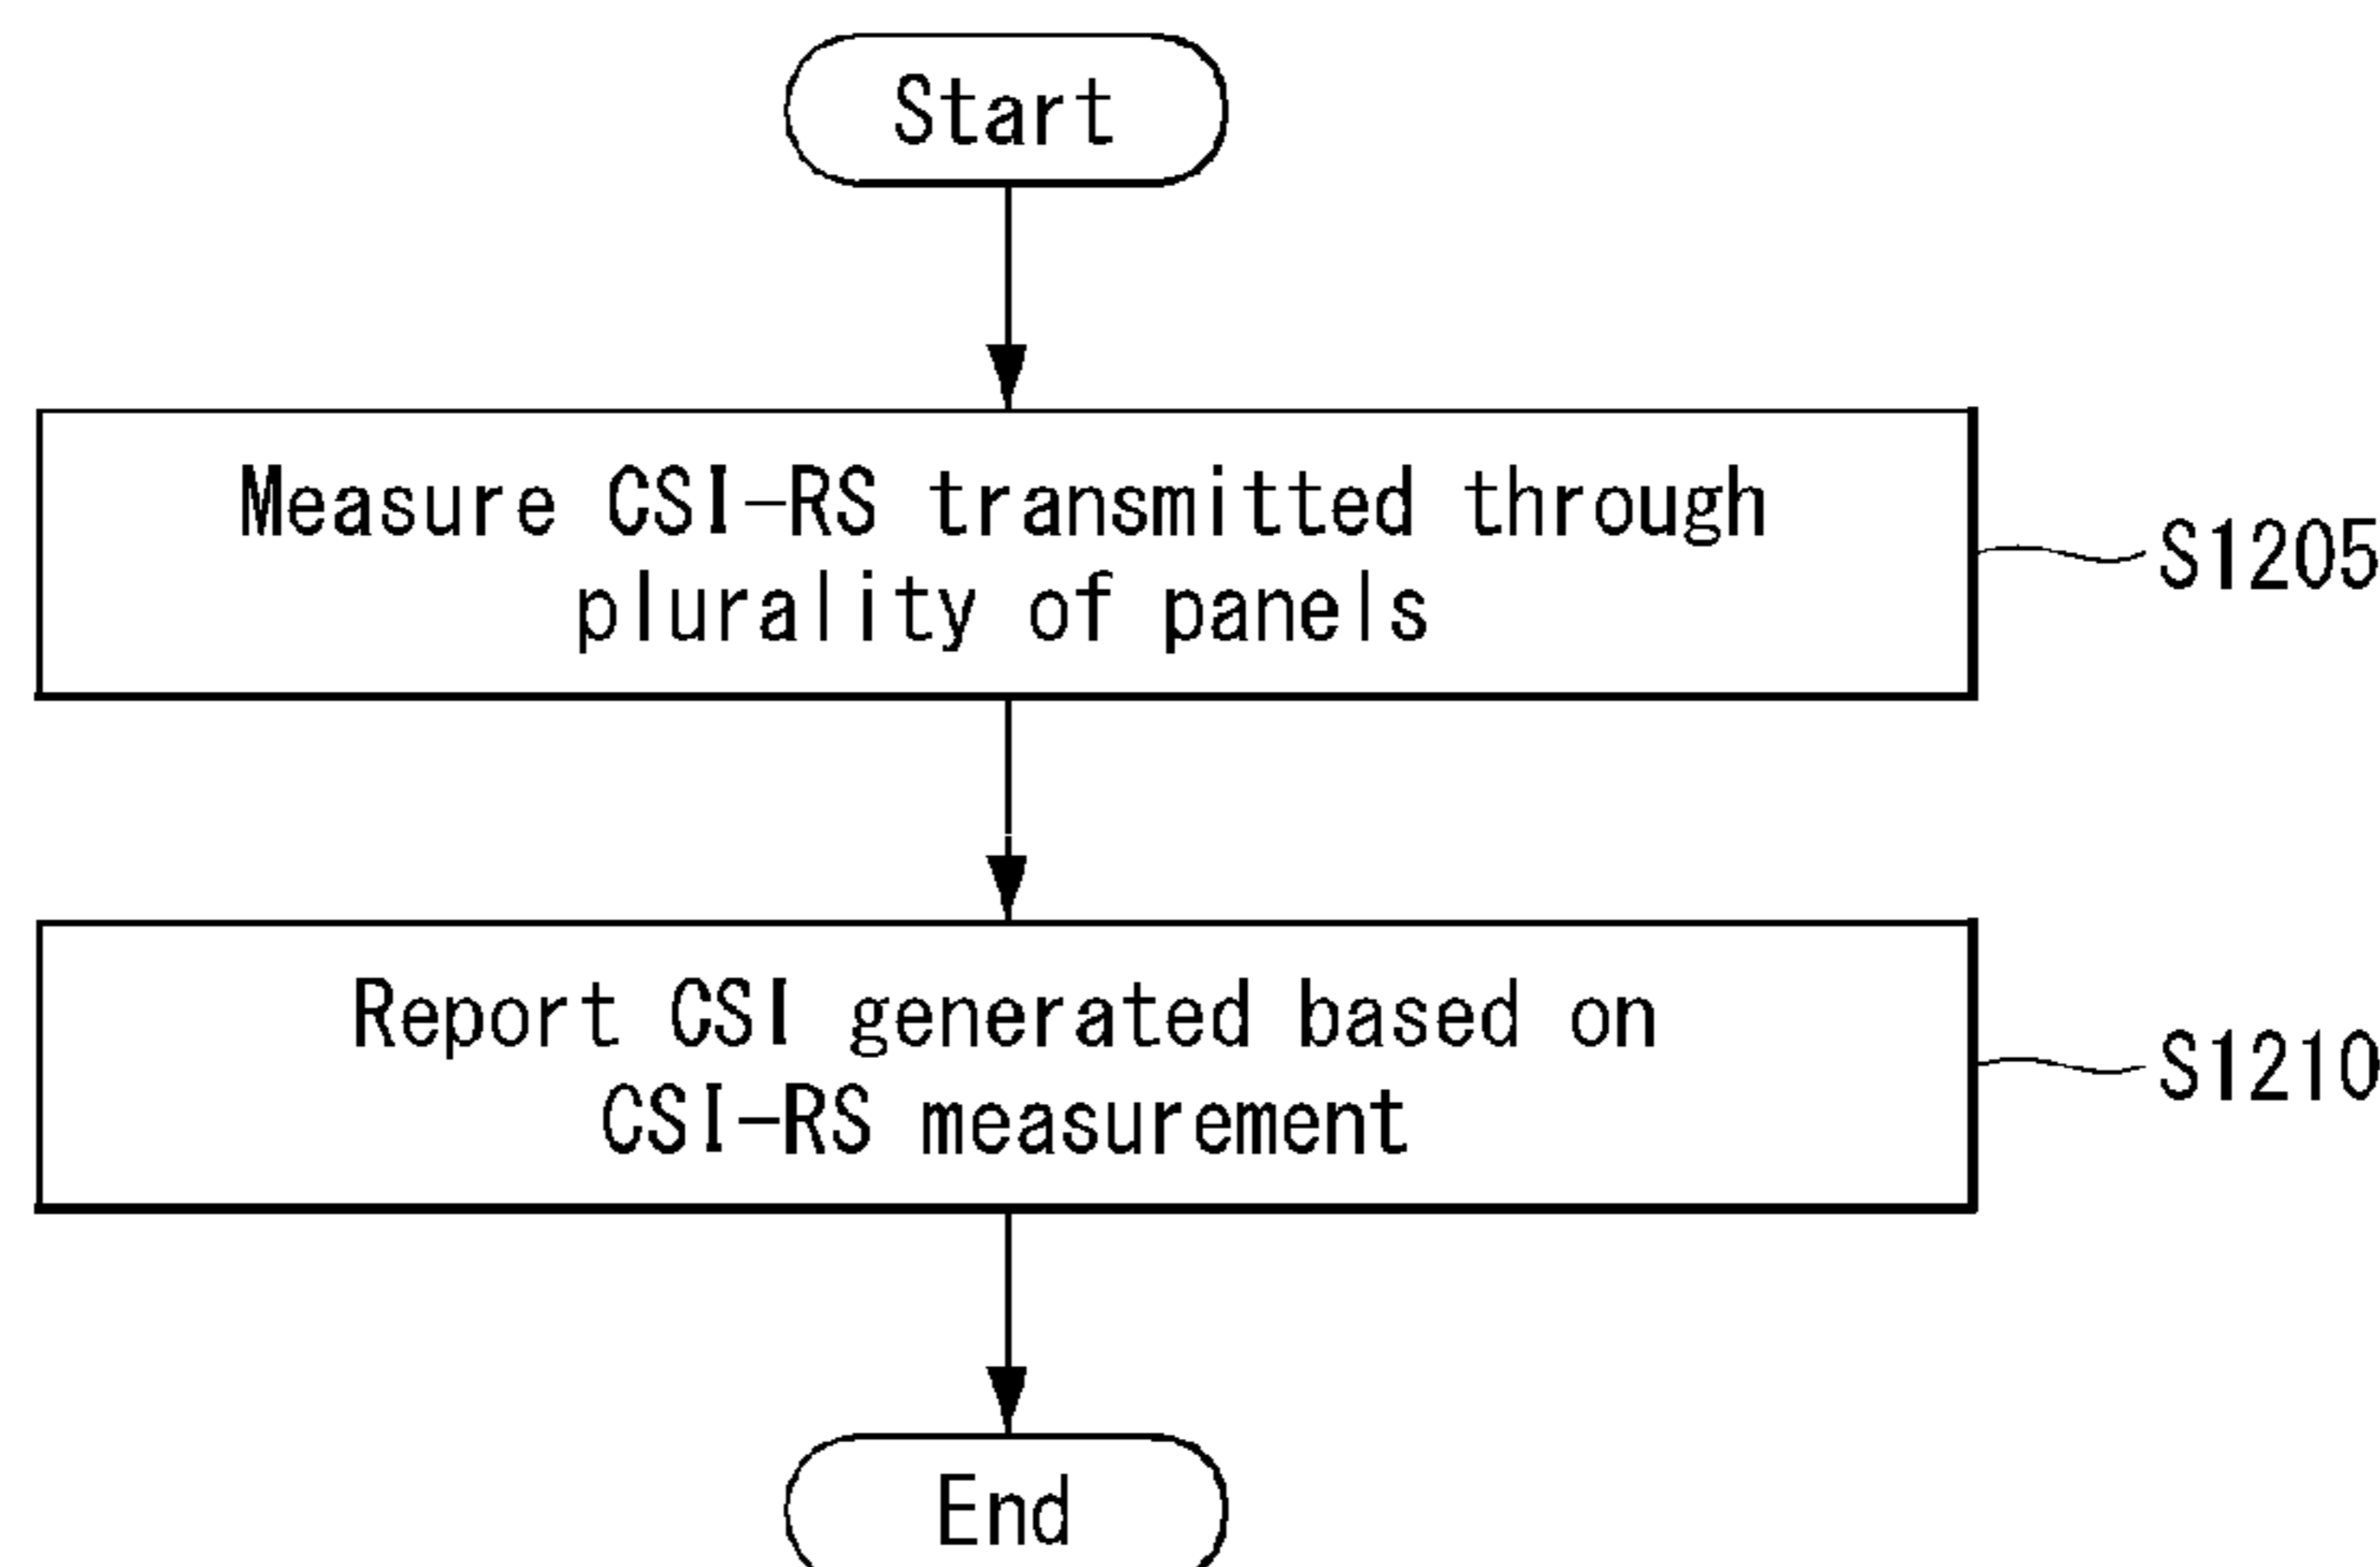 Start
Measure CSI-RS transmitted through
plurality of panels
S1205
Report CSI generated based on
CSI-RS measurement
S1210
End